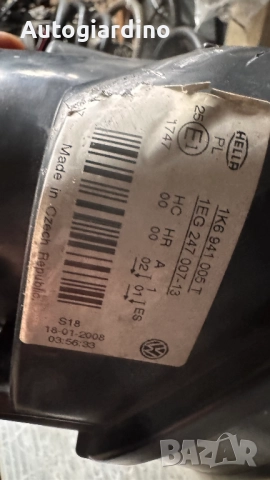 Autogiardino
HELLA
1K6 941 005 T
1EG 247 007-13
PL
HC HR A
00 00 02 01 ES
25 E1
1747
Made in Czech Republic
S18
16-01-2008
03:56:33
BAZAR